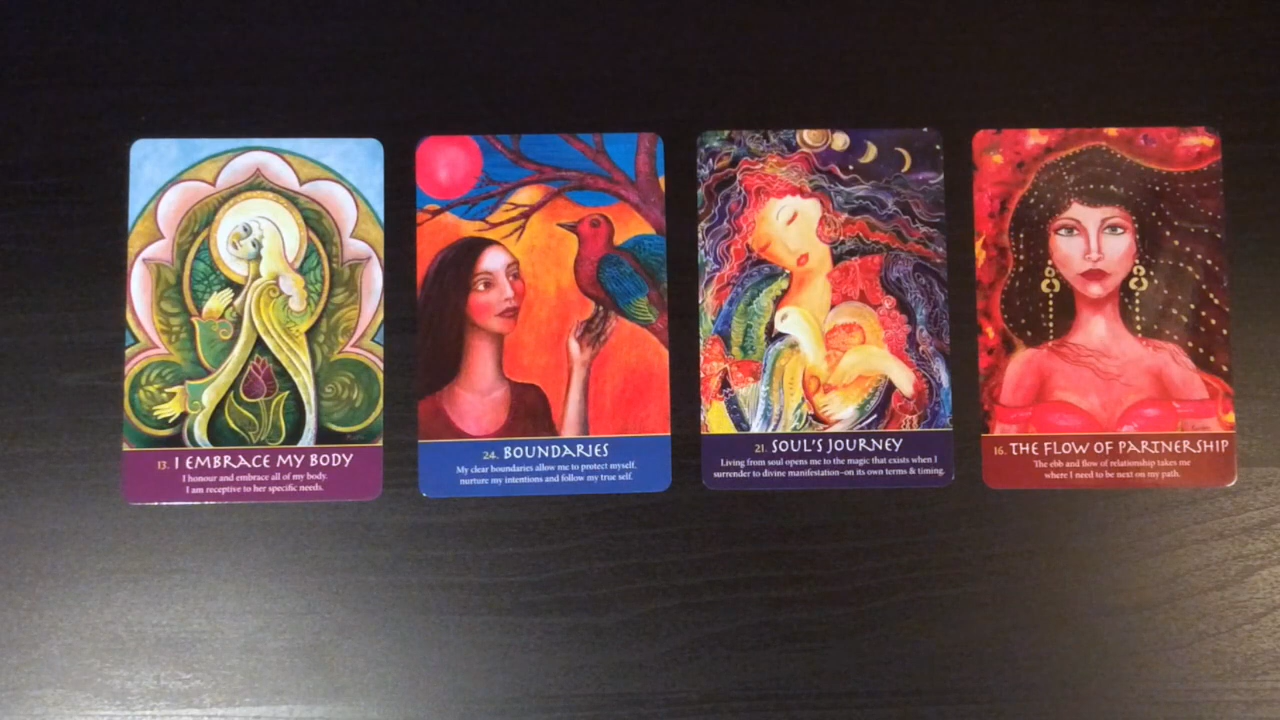 13. I EMBRACE MY BODY
I honour and embrace all of my body.
I am receptive to her specific needs.
24. BOUNDARIES
My clear boundaries allow me to protect myself.
nurture my intentions and follow my true self.
21. SOUL'S JOURNEY
Living from soul opens me to the magic that exists when I
surrender to divine manifestation–on its own terms & timing.
16. THE FLOW OF PARTNERSHIP
The ebb and flow of relationship takes me
where I need to be next on my path.